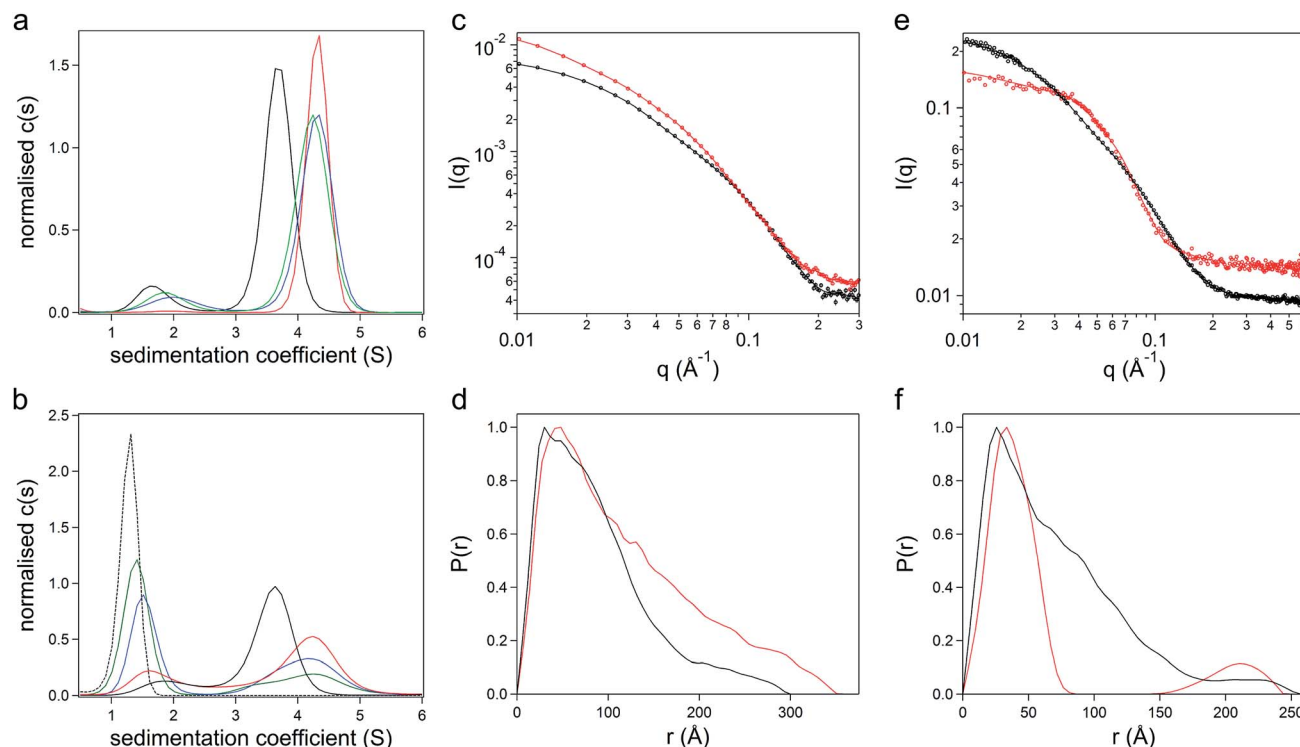 a
normalised c(s)
1.5
1.0
0.5
0.0
1 2 3 4 5 6
sedimentation coefficient (S)
b
normalised c(s)
2.5
2.0
1.5
1.0
0.5
0.0
1 2 3 4 5 6
sedimentation coefficient (S)
c
I(q)
10⁻²
8
6
4
2
10⁻³
8
6
4
2
10⁻⁴
8
6
4
0.01 2 3 4 5 6 7 8 0.1 2 3
q (Å⁻¹)
d
P(r)
1.0
0.8
0.6
0.4
0.2
0.0
0 100 200 300
r (Å)
e
I(q)
2
0.1
8
6
5
4
3
2
0.01
0.01 2 3 4 5 6 7 0.1 2 3 4 5
q (Å⁻¹)
f
P(r)
1.0
0.8
0.6
0.4
0.2
0.0
0 50 100 150 200 250
r (Å)